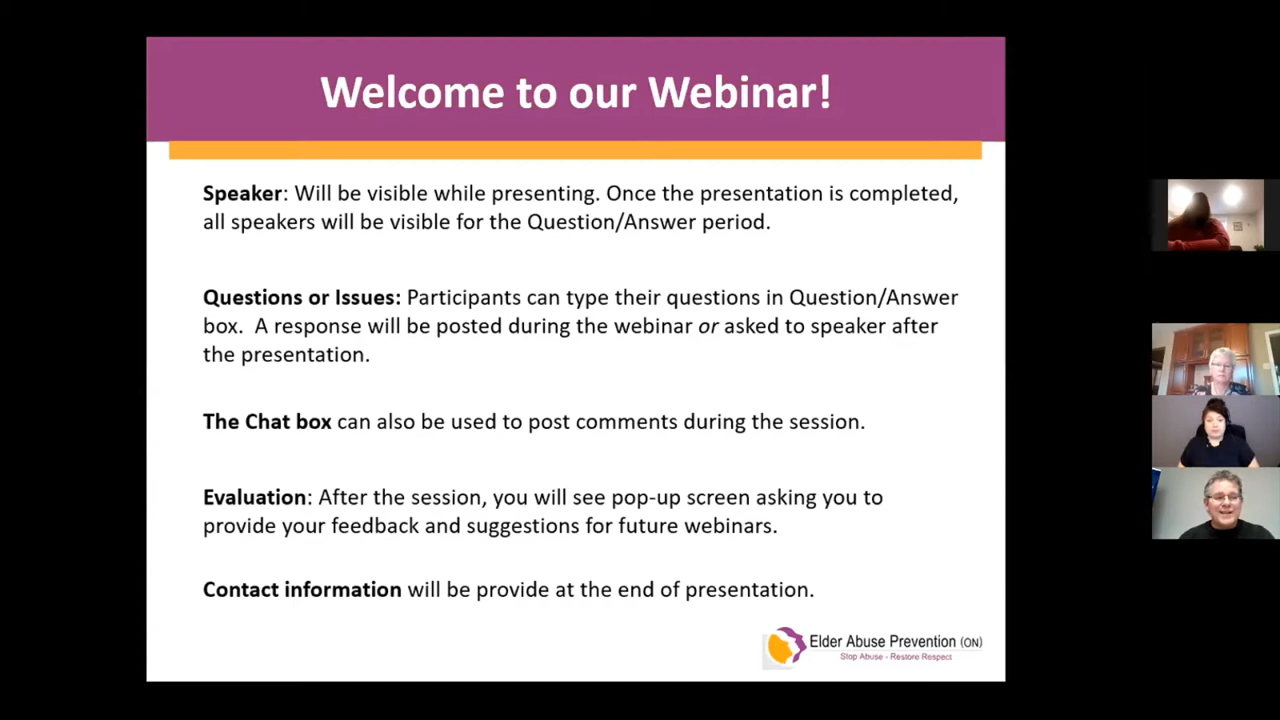 Welcome to our Webinar!
Speaker: Will be visible while presenting. Once the presentation is completed,
all speakers will be visible for the Question/Answer period.
Questions or Issues: Participants can type their questions in Question/Answer
box.  A response will be posted during the webinar or asked to speaker after
the presentation.
The Chat box can also be used to post comments during the session.
Evaluation: After the session, you will see pop-up screen asking you to
provide your feedback and suggestions for future webinars.
Contact information will be provide at the end of presentation.
Elder Abuse Prevention (ON)
Stop Abuse - Restore Respect